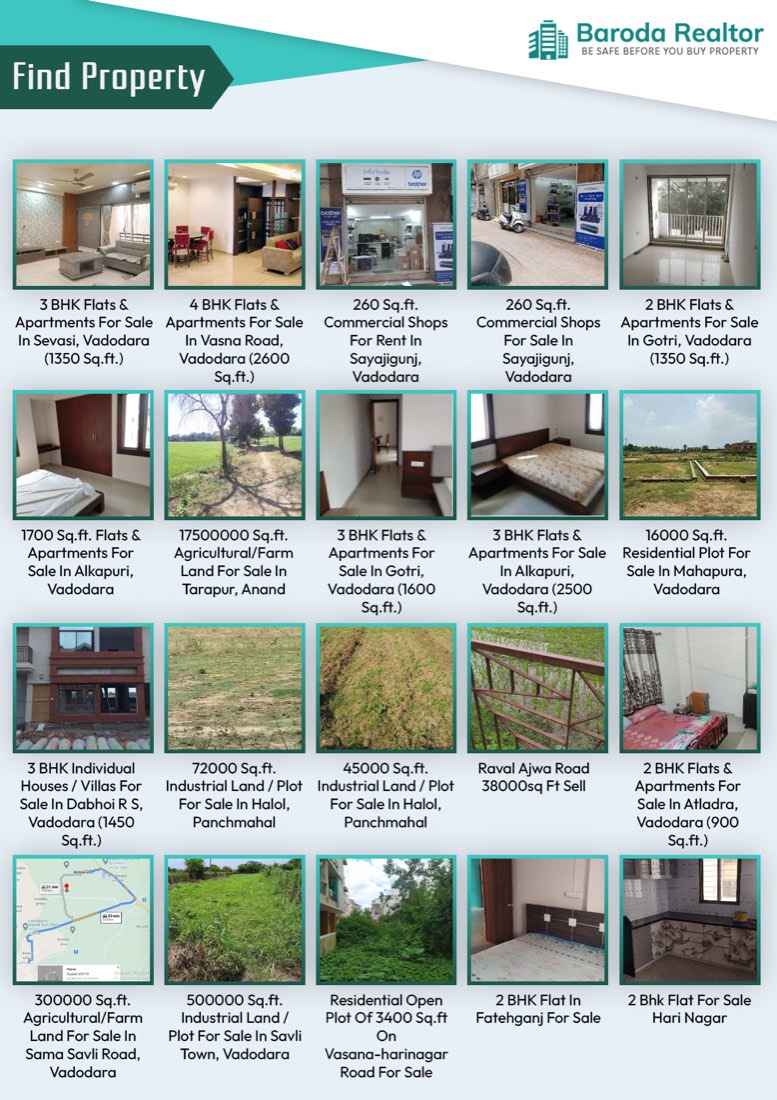 Baroda Realtor
BE SAFE BEFORE YOU BUY PROPERTY
Find Property
InfoTrade
hp
brother
brother
3 BHK Flats &
Apartments For Sale
In Sevasi, Vadodara
(1350 Sq.ft.)
4 BHK Flats &
Apartments For Sale
In Vasna Road,
Vadodara (2600
Sq.ft.)
260 Sq.ft.
Commercial Shops
For Rent In
Sayajigunj,
Vadodara
260 Sq.ft.
Commercial Shops
For Sale In
Sayajigunj,
Vadodara
2 BHK Flats &
Apartments For Sale
In Gotri, Vadodara
(1350 Sq.ft.)
1700 Sq.ft. Flats &
Apartments For
Sale In Alkapuri,
Vadodara
17500000 Sq.ft.
Agricultural/Farm
Land For Sale In
Tarapur, Anand
3 BHK Flats &
Apartments For
Sale In Gotri,
Vadodara (1600
Sq.ft.)
3 BHK Flats &
Apartments For Sale
In Alkapuri,
Vadodara (2500
Sq.ft.)
16000 Sq.ft.
Residential Plot For
Sale In Mahapura,
Vadodara
3 BHK Individual
Houses / Villas For
Sale In Dabhoi R S,
Vadodara (1450
Sq.ft.)
72000 Sq.ft.
Industrial Land / Plot
For Sale In Halol,
Panchmahal
45000 Sq.ft.
Industrial Land / Plot
For Sale In Halol,
Panchmahal
Raval Ajwa Road
38000sq Ft Sell
2 BHK Flats &
Apartments For
Sale In Atladra,
Vadodara (900
Sq.ft.)
300000 Sq.ft.
Agricultural/Farm
Land For Sale In
Sama Savli Road,
Vadodara
500000 Sq.ft.
Industrial Land /
Plot For Sale In Savli
Town, Vadodara
Residential Open
Plot Of 3400 Sq.ft
On
Vasana-harinagar
Road For Sale
2 BHK Flat In
Fatehganj For Sale
2 Bhk Flat For Sale
Hari Nagar